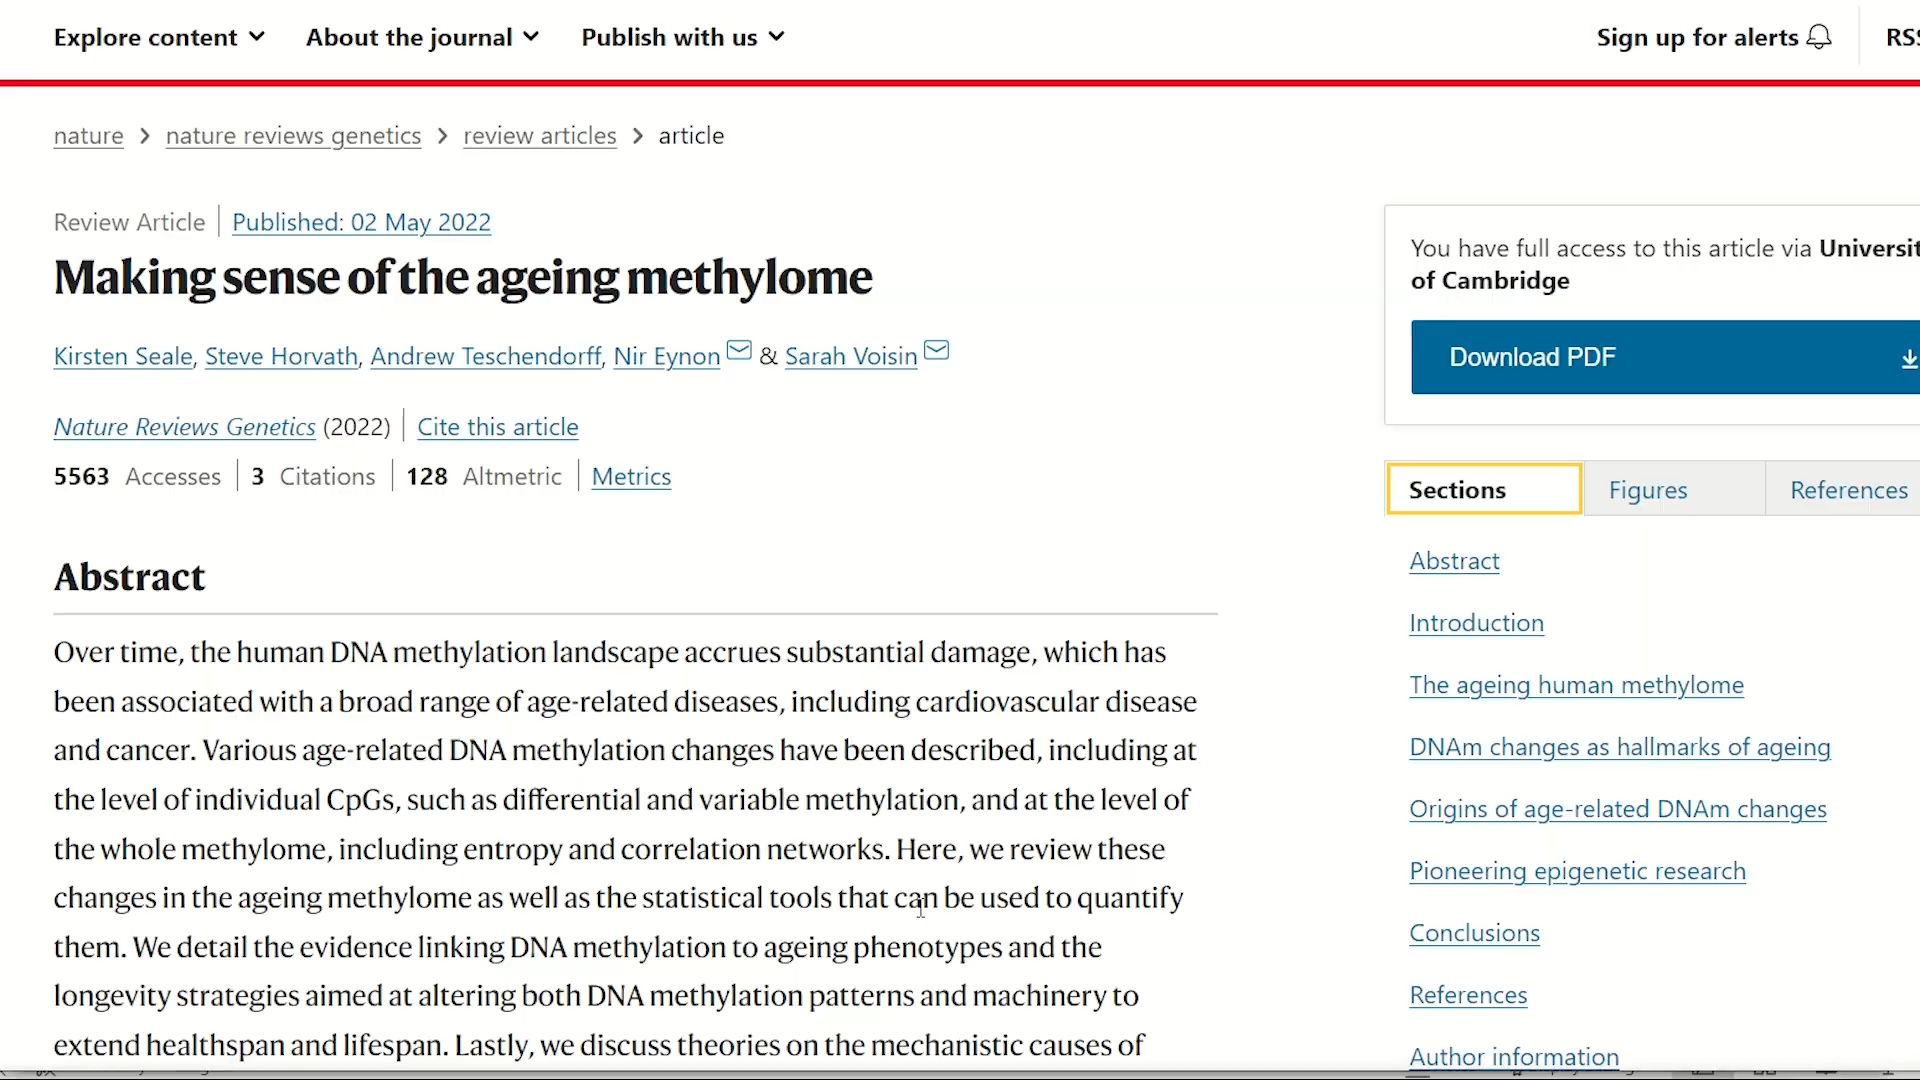 Explore content
About the journal
Publish with us
Sign up for alerts
nature > nature reviews genetics > review articles > article
Review Article | Published: 02 May 2022
Making sense of the ageing methylome
Kirsten Seale, Steve Horvath, Andrew Teschendorff, Nir Eynon & Sarah Voisin
Nature Reviews Genetics (2022) | Cite this article
5563 Accesses | 3 Citations | 128 Altmetric | Metrics
Abstract
Over time, the human DNA methylation landscape accrues substantial damage, which has
been associated with a broad range of age-related diseases, including cardiovascular disease
and cancer. Various age-related DNA methylation changes have been described, including at
the level of individual CpGs, such as differential and variable methylation, and at the level of
the whole methylome, including entropy and correlation networks. Here, we review these
changes in the ageing methylome as well as the statistical tools that can be used to quantify
them. We detail the evidence linking DNA methylation to ageing phenotypes and the
longevity strategies aimed at altering both DNA methylation patterns and machinery to
extend healthspan and lifespan. Lastly, we discuss theories on the mechanistic causes of
You have full access to this article via Universit
of Cambridge
Download PDF
Sections
Figures
References
Abstract
Introduction
The ageing human methylome
DNAm changes as hallmarks of ageing
Origins of age-related DNAm changes
Pioneering epigenetic research
Conclusions
References
Author information